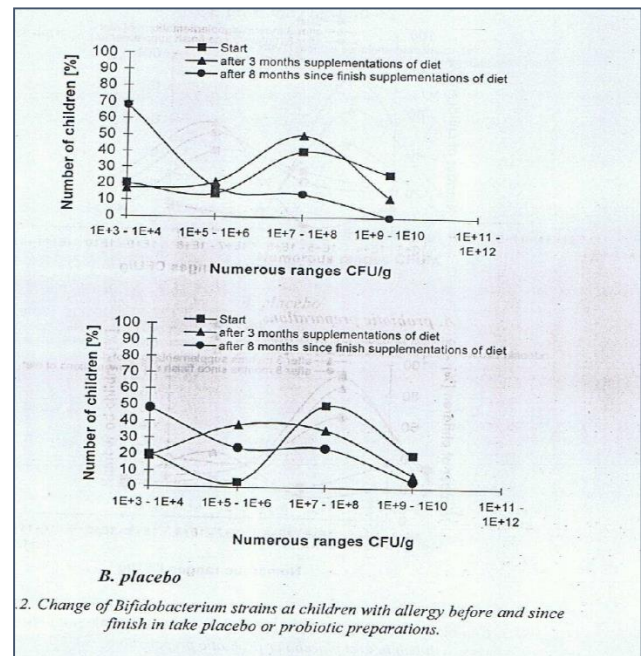 Start
after 3 months supplementations of diet
after 8 months since finish supplementations of diet
Number of children [%]
100
90
80
70
60
50
40
30
20
10
0
1E+3 - 1E+4
1E+5 - 1E+6
1E+7 - 1E+8
1E+9 - 1E10
1E+11 -
1E+12
Numerous ranges CFU/g
Start
after 3 months supplementations of diet
after 8 months since finish supplementations of diet
Number of children [%]
100
90
80
70
60
50
40
30
20
10
0
1E+3 - 1E+4
1E+5 - 1E+6
1E+7 - 1E+8
1E+9 - 1E10
1E+11 -
1E+12
Numerous ranges CFU/g
B. placebo
.2. Change of Bifidobacterium strains at children with allergy before and since
finish in take placebo or probiotic preparations.